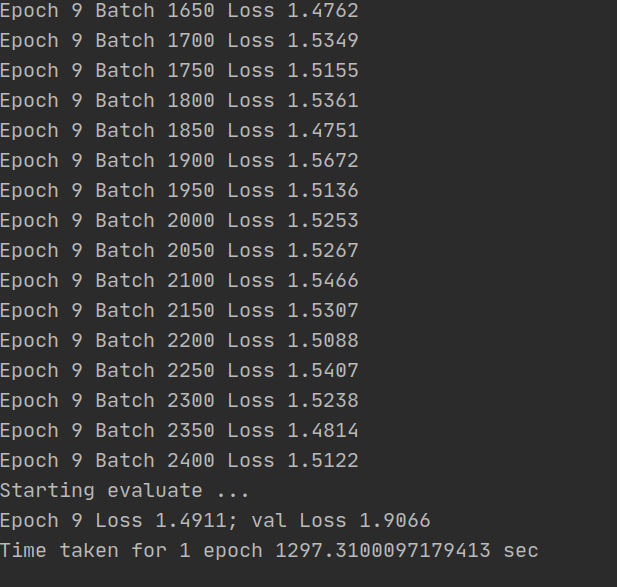 Epoch 9 Batch 1650 Loss 1.4762
Epoch 9 Batch 1700 Loss 1.5349
Epoch 9 Batch 1750 Loss 1.5155
Epoch 9 Batch 1800 Loss 1.5361
Epoch 9 Batch 1850 Loss 1.4751
Epoch 9 Batch 1900 Loss 1.5672
Epoch 9 Batch 1950 Loss 1.5136
Epoch 9 Batch 2000 Loss 1.5253
Epoch 9 Batch 2050 Loss 1.5267
Epoch 9 Batch 2100 Loss 1.5466
Epoch 9 Batch 2150 Loss 1.5307
Epoch 9 Batch 2200 Loss 1.5088
Epoch 9 Batch 2250 Loss 1.5407
Epoch 9 Batch 2300 Loss 1.5238
Epoch 9 Batch 2350 Loss 1.4814
Epoch 9 Batch 2400 Loss 1.5122
Starting evaluate ...
Epoch 9 Loss 1.4911; val Loss 1.9066
Time taken for 1 epoch 1297.3100097179413 sec